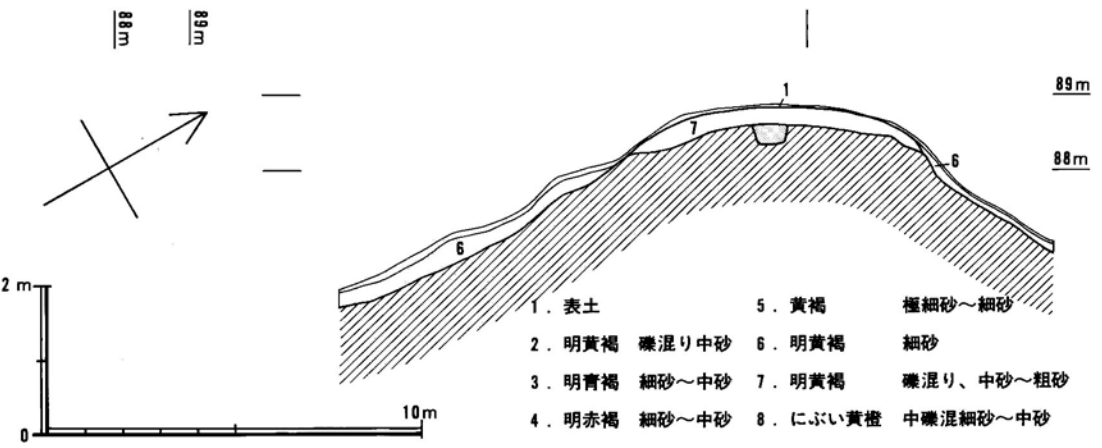 88m
89m
1
89m
7
6
88m
6
2m
0
10m
1. 表土
2. 明黄褐 礫混り中砂
3. 明青褐 細砂～中砂
4. 明赤褐 細砂～中砂
5. 黄褐 極細砂～細砂
6. 明黄褐 細砂
7. 明黄褐 礫混り、中砂～粗砂
8. にぶい黄橙 中礫混細砂～中砂